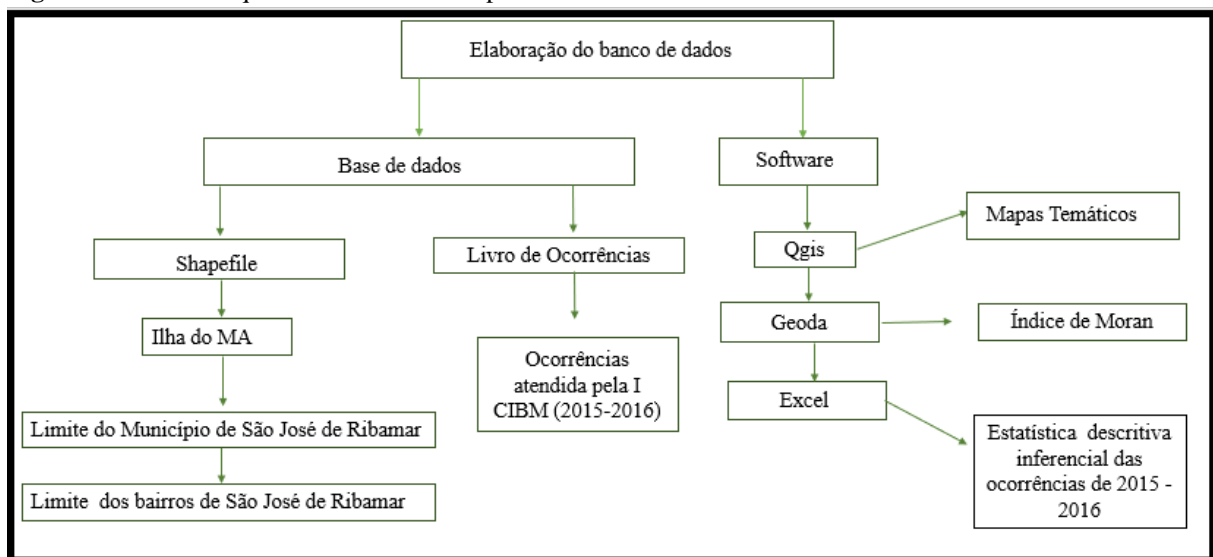 Elaboração do banco de dados
Base de dados
Software
Mapas Temáticos
Shapefile
Livro de Ocorrências
Qgis
Ilha do MA
Geoda
Índice de Moran
Ocorrências
atendida pela I
CIBM (2015-2016)
Excel
Limite do Município de São José de Ribamar
Estatística descritiva
inferencial das
ocorrências de 2015 -
2016
Limite dos bairros de São José de Ribamar